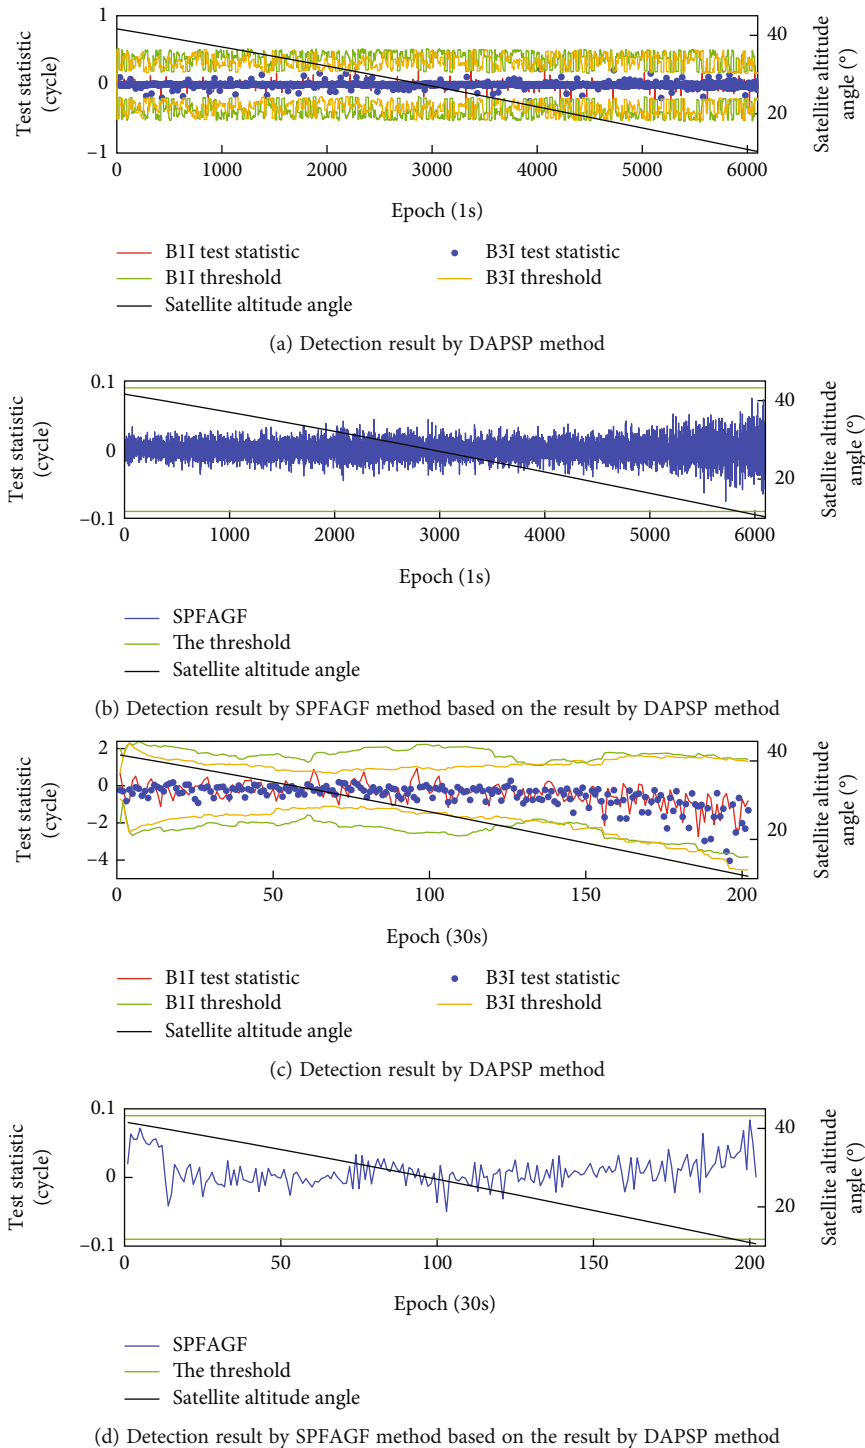 1
0
−1
Test statistic
(cycle)
40
20
Satellite altitude
angle (°)
0 1000 2000 3000 4000 5000 6000
Epoch (1s)
B1I test statistic
B3I test statistic
B1I threshold
B3I threshold
Satellite altitude angle
(a) Detection result by DAPSP method
0.1
0
−0.1
Test statistic
(cycle)
40
20
Satellite altitude
angle (°)
0 1000 2000 3000 4000 5000 6000
Epoch (1s)
SPFAGF
The threshold
Satellite altitude angle
(b) Detection result by SPFAGF method based on the result by DAPSP method
2
0
−2
−4
Test statistic
(cycle)
40
20
Satellite altitude
angle (°)
0 50 100 150 200
Epoch (30s)
B1I test statistic
B3I test statistic
B1I threshold
B3I threshold
Satellite altitude angle
(c) Detection result by DAPSP method
0.1
0
−0.1
Test statistic
(cycle)
40
20
Satellite altitude
angle (°)
0 50 100 150 200
Epoch (30s)
SPFAGF
The threshold
Satellite altitude angle
(d) Detection result by SPFAGF method based on the result by DAPSP method